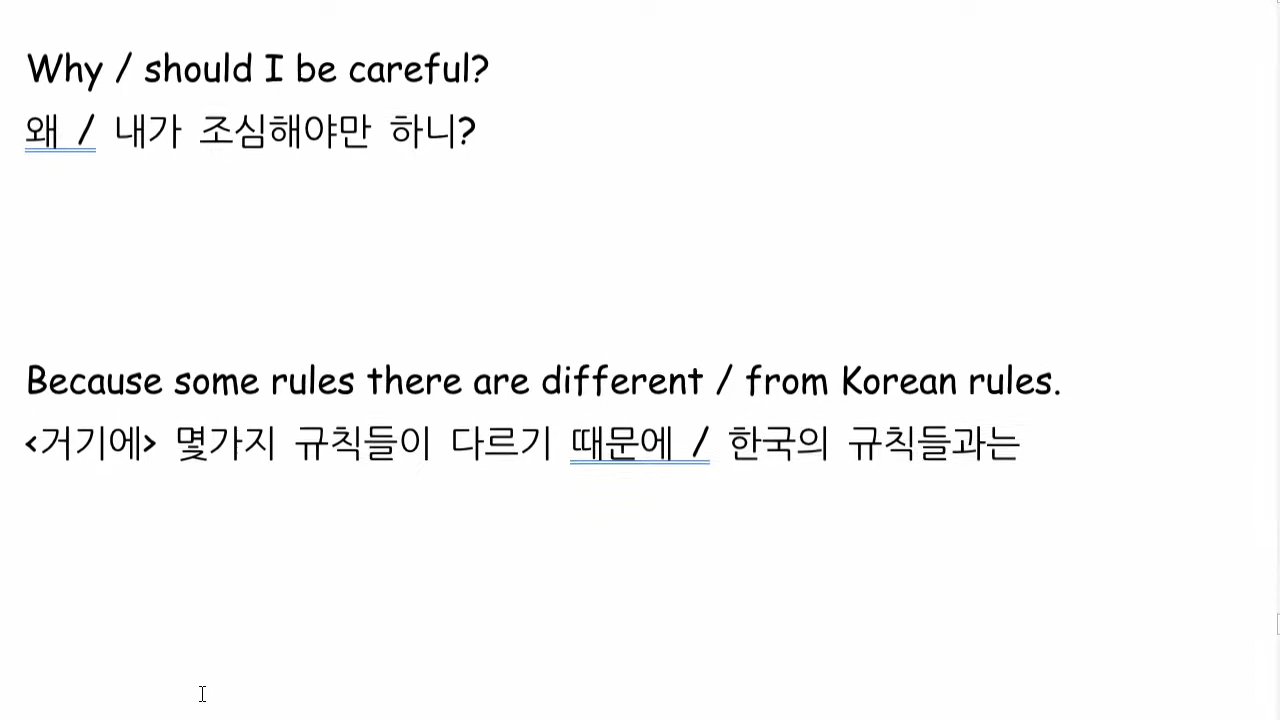 Why / should I be careful?
왜 / 내가 조심해야만 하니?
Because some rules there are different / from Korean rules.
<거기에> 몇가지 규칙들이 다르기 때문에 / 한국의 규칙들과는